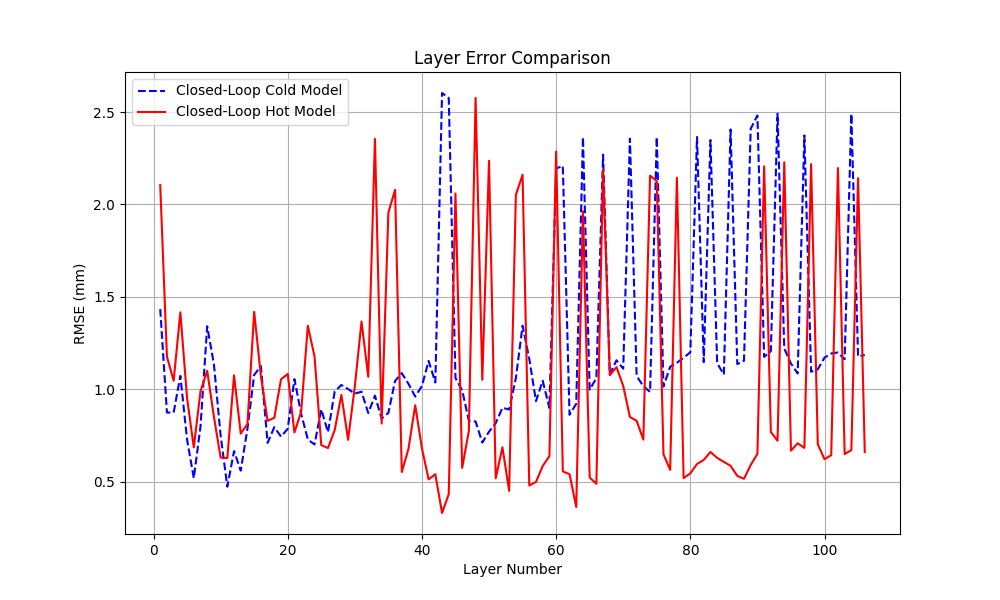 Layer Error Comparison
Closed-Loop Cold Model
Closed-Loop Hot Model
RMSE (mm)
2.5
2.0
1.5
1.0
0.5
0 20 40 60 80 100
Layer Number